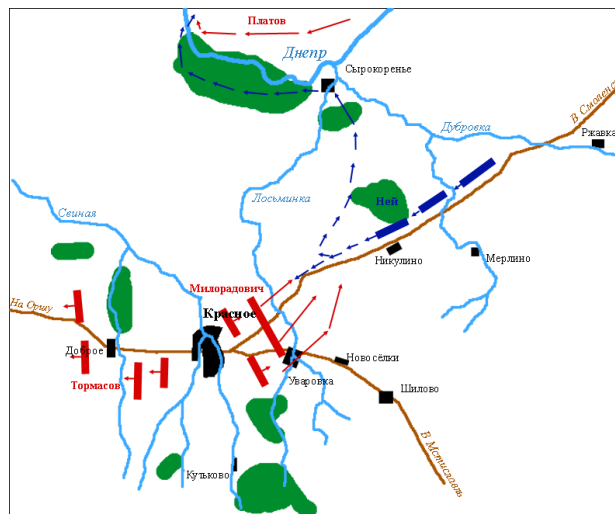 Платов
Днепр
Сырокоренье
В Смоленск
Дубровка
Ржавка
Лосьминка
Ней
Свиная
Никулино
Мерлино
Милорадович
На Оршу
Красное
Доброе
Новосёлки
Уваровка
Тормасов
Шилово
В Мстиславль
Кутьково